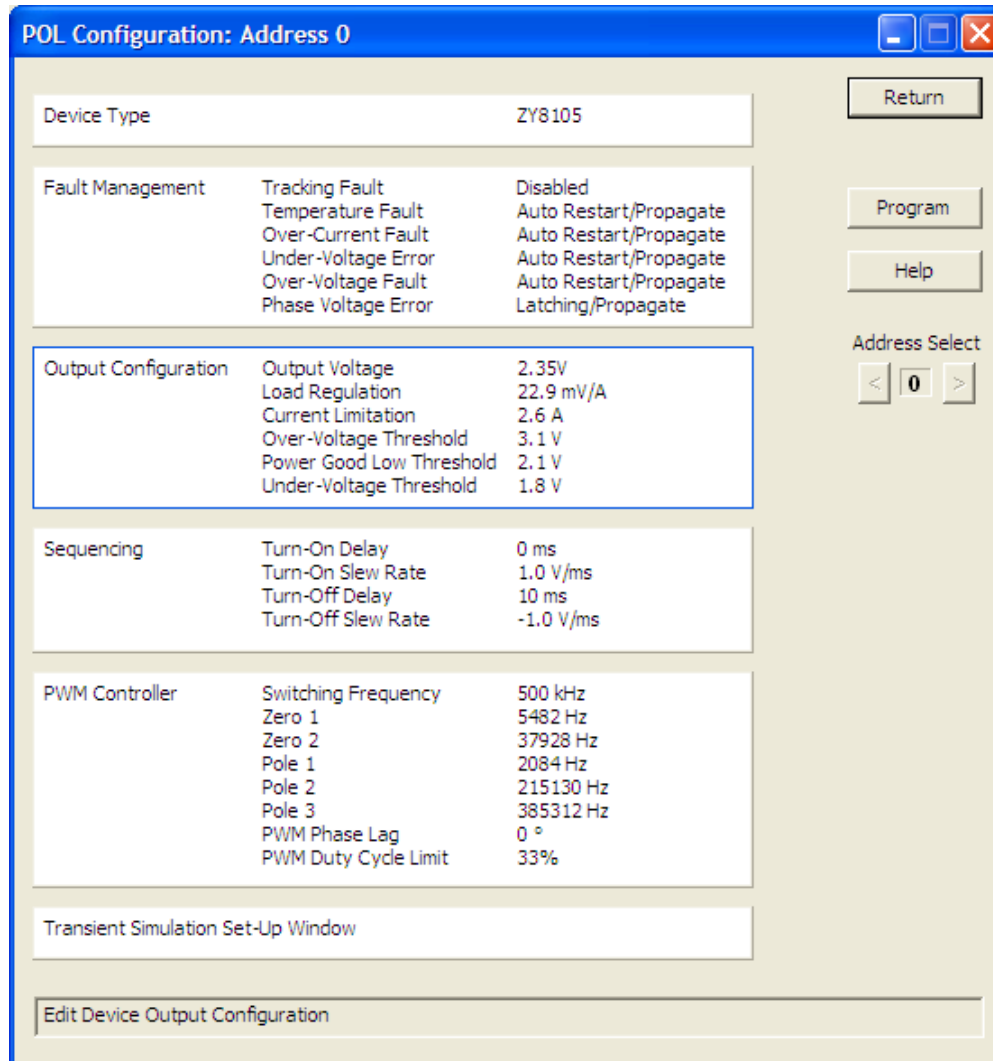 POL Configuration: Address 0
Return
Device Type ZY8105
Fault Management Tracking Fault Disabled
Temperature Fault Auto Restart/Propagate
Over-Current Fault Auto Restart/Propagate
Under-Voltage Error Auto Restart/Propagate
Over-Voltage Fault Auto Restart/Propagate
Phase Voltage Error Latching/Propagate
Program
Help
Address Select
< 0 >
Output Configuration Output Voltage 2.35V
Load Regulation 22.9 mV/A
Current Limitation 2.6 A
Over-Voltage Threshold 3.1 V
Power Good Low Threshold 2.1 V
Under-Voltage Threshold 1.8 V
Sequencing Turn-On Delay 0 ms
Turn-On Slew Rate 1.0 V/ms
Turn-Off Delay 10 ms
Turn-Off Slew Rate -1.0 V/ms
PWM Controller Switching Frequency 500 kHz
Zero 1 5482 Hz
Zero 2 37928 Hz
Pole 1 2084 Hz
Pole 2 215130 Hz
Pole 3 385312 Hz
PWM Phase Lag 0 °
PWM Duty Cycle Limit 33%
Transient Simulation Set-Up Window
Edit Device Output Configuration